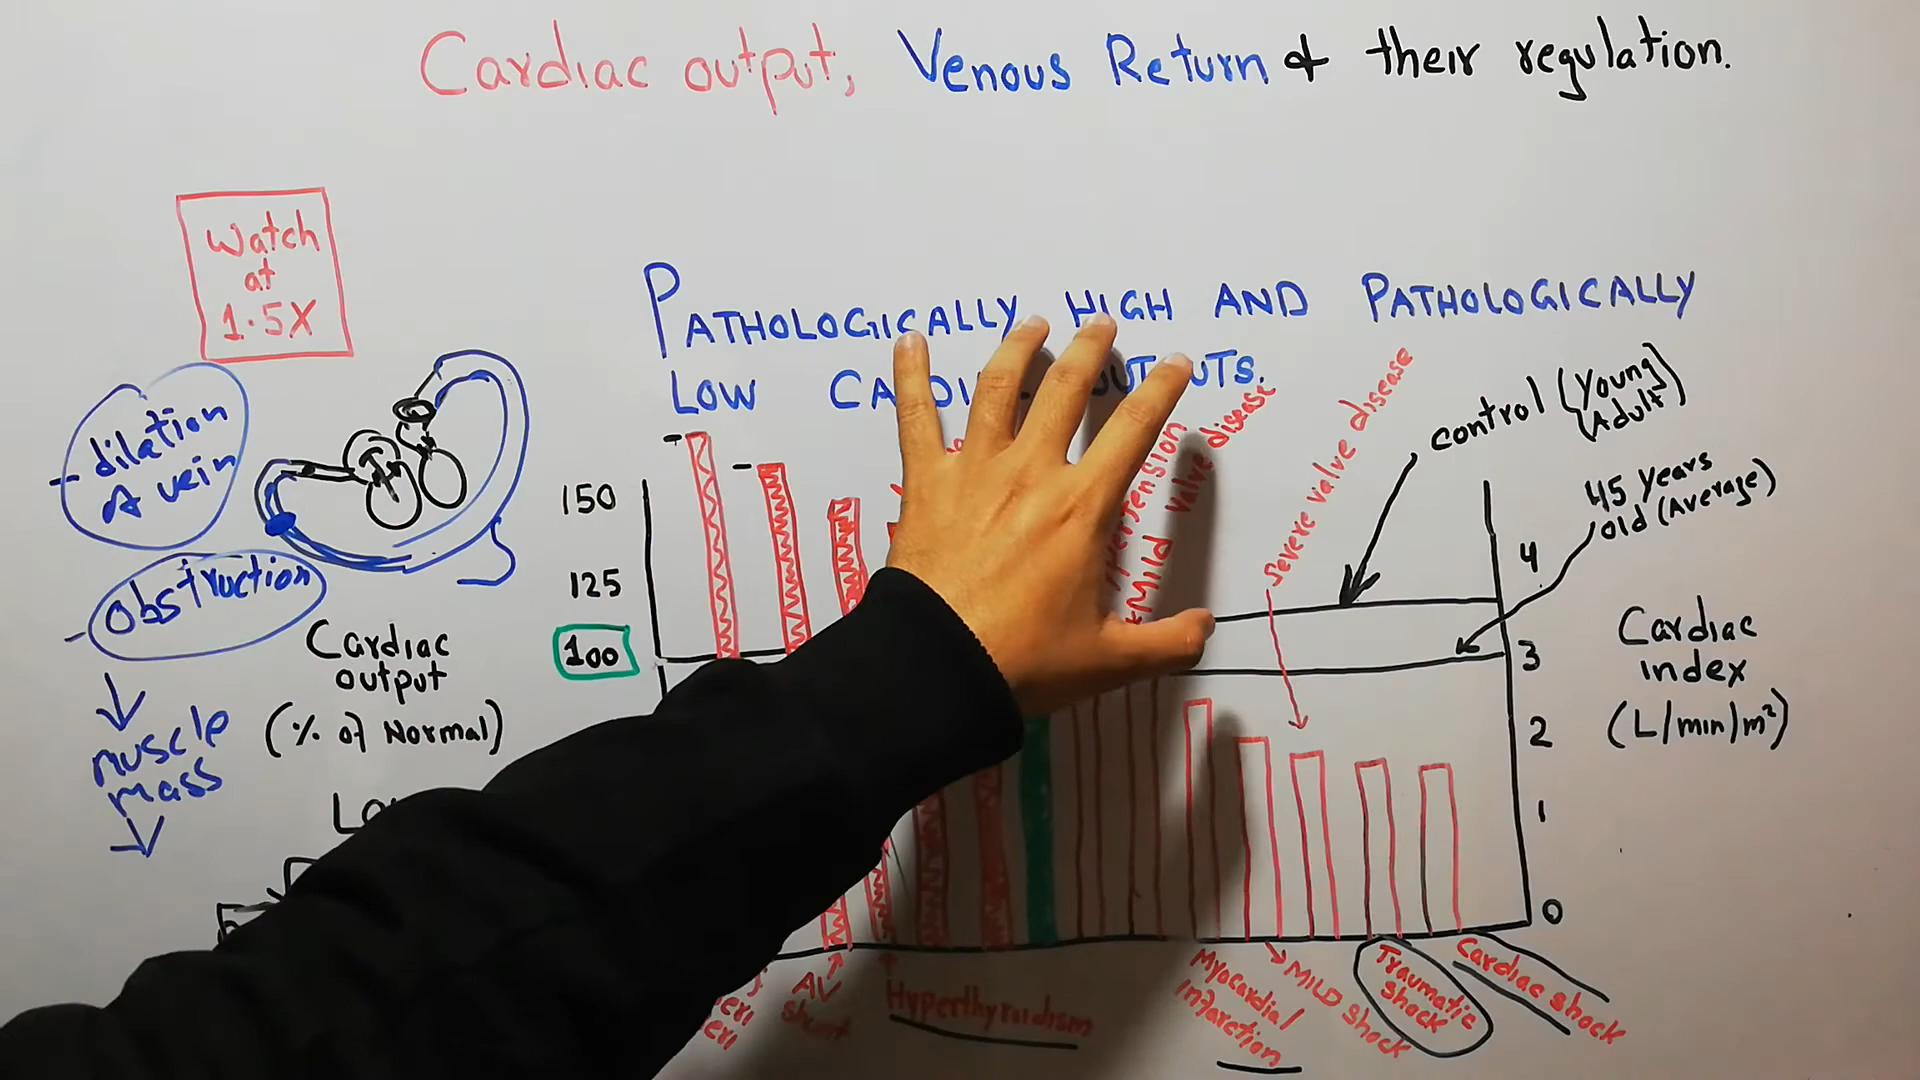 Cardiac output, Venous Return & their regulation.
Watch
at
1.5X
PATHOLOGICALLY HIGH AND PATHOLOGICALLY
LOW
- dilation
of vein
- obstruction
muscle
mass
Cardiac
output
(% of Normal)
150
125
100
Mild valve disease
severe valve disease
control (Young
Adult)
45 years
old (Average)
4
3
2
1
0
Cardiac
index
(L/min/m²)
AV
shunt
Hyperthyroidism
Myocardial
infarction
MILD shock
Traumatic
shock
Cardiac shock